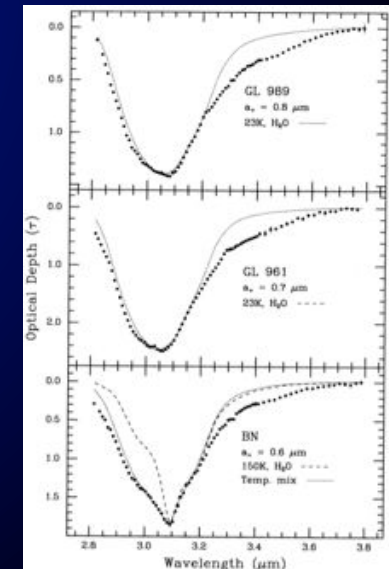 0.0
0.5
1.0
GL 989
aᵥ = 0.8 μm
23K, H₂O
0.0
1.0
2.0
Optical Depth (τ)
GL 961
aᵥ = 0.7 μm
23K, H₂O
0.0
0.5
1.0
1.5
BN
aᵥ = 0.6 μm
150K, H₂O
Temp. mix
2.8 3.0 3.2 3.4 3.6 3.8
Wavelength (μm)